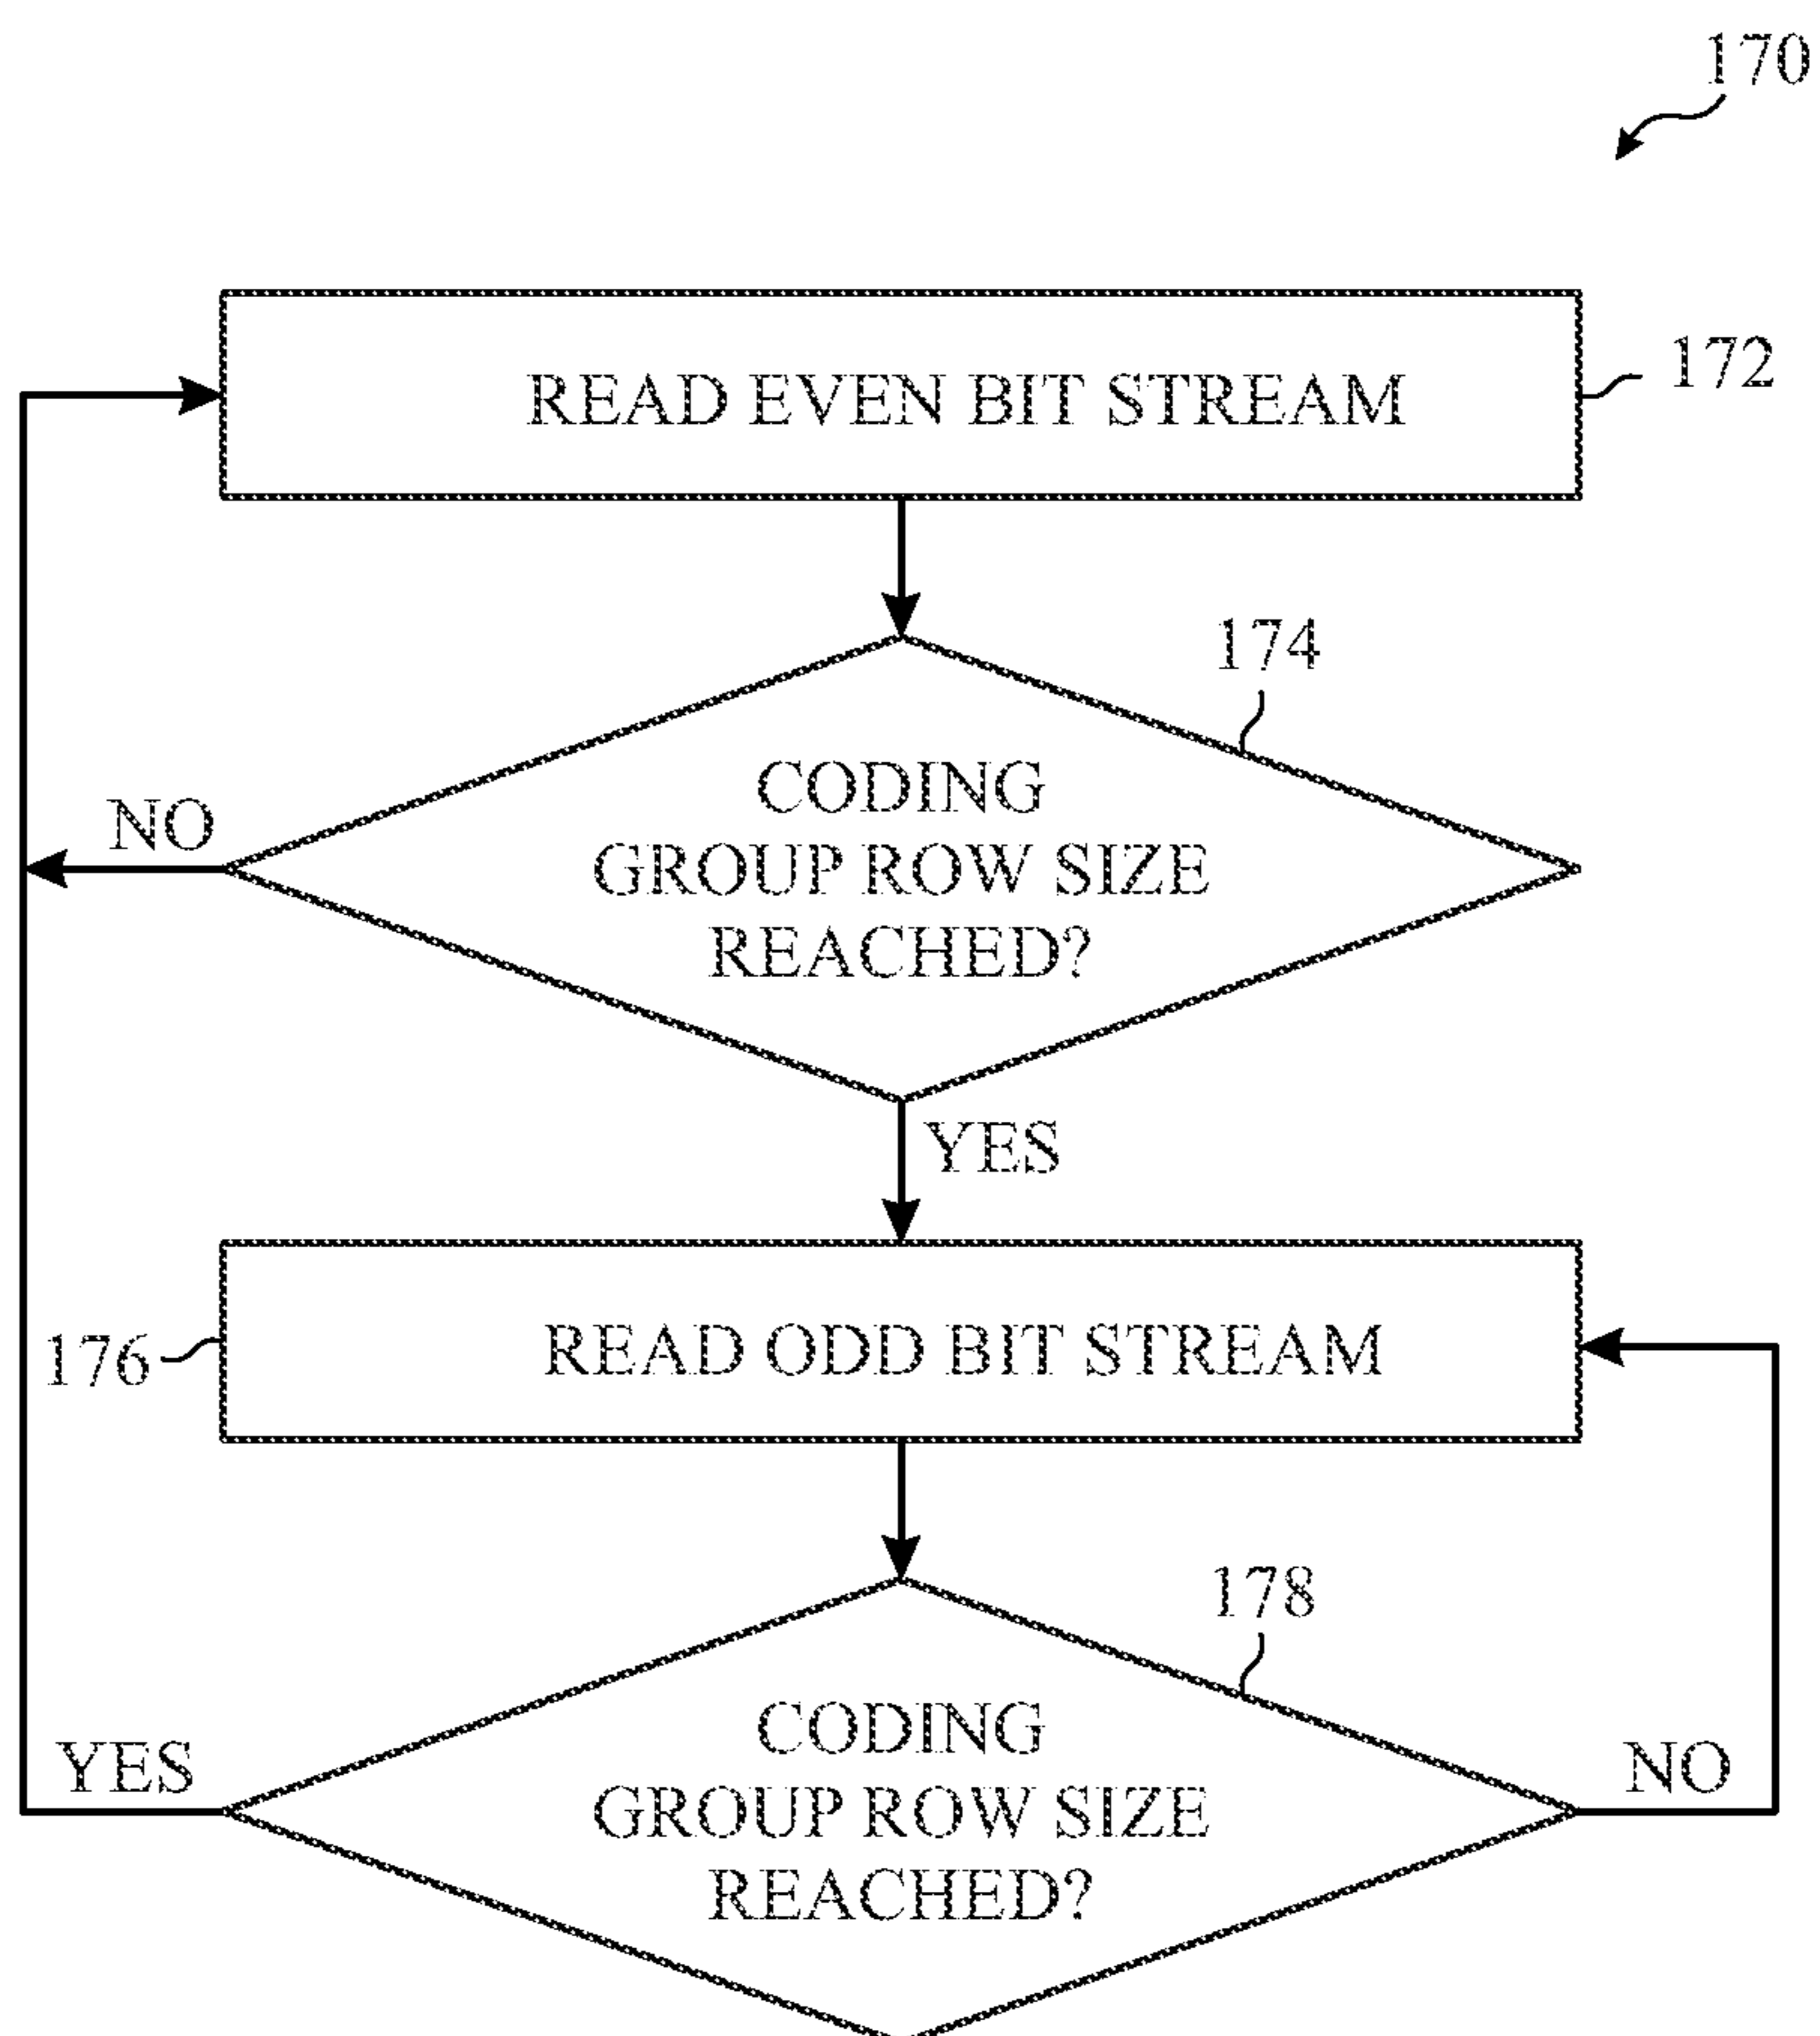 170
READ EVEN BIT STREAM
172
174
CODING
GROUP ROW SIZE
REACHED?
NO
YES
176
READ ODD BIT STREAM
178
CODING
GROUP ROW SIZE
REACHED?
YES
NO